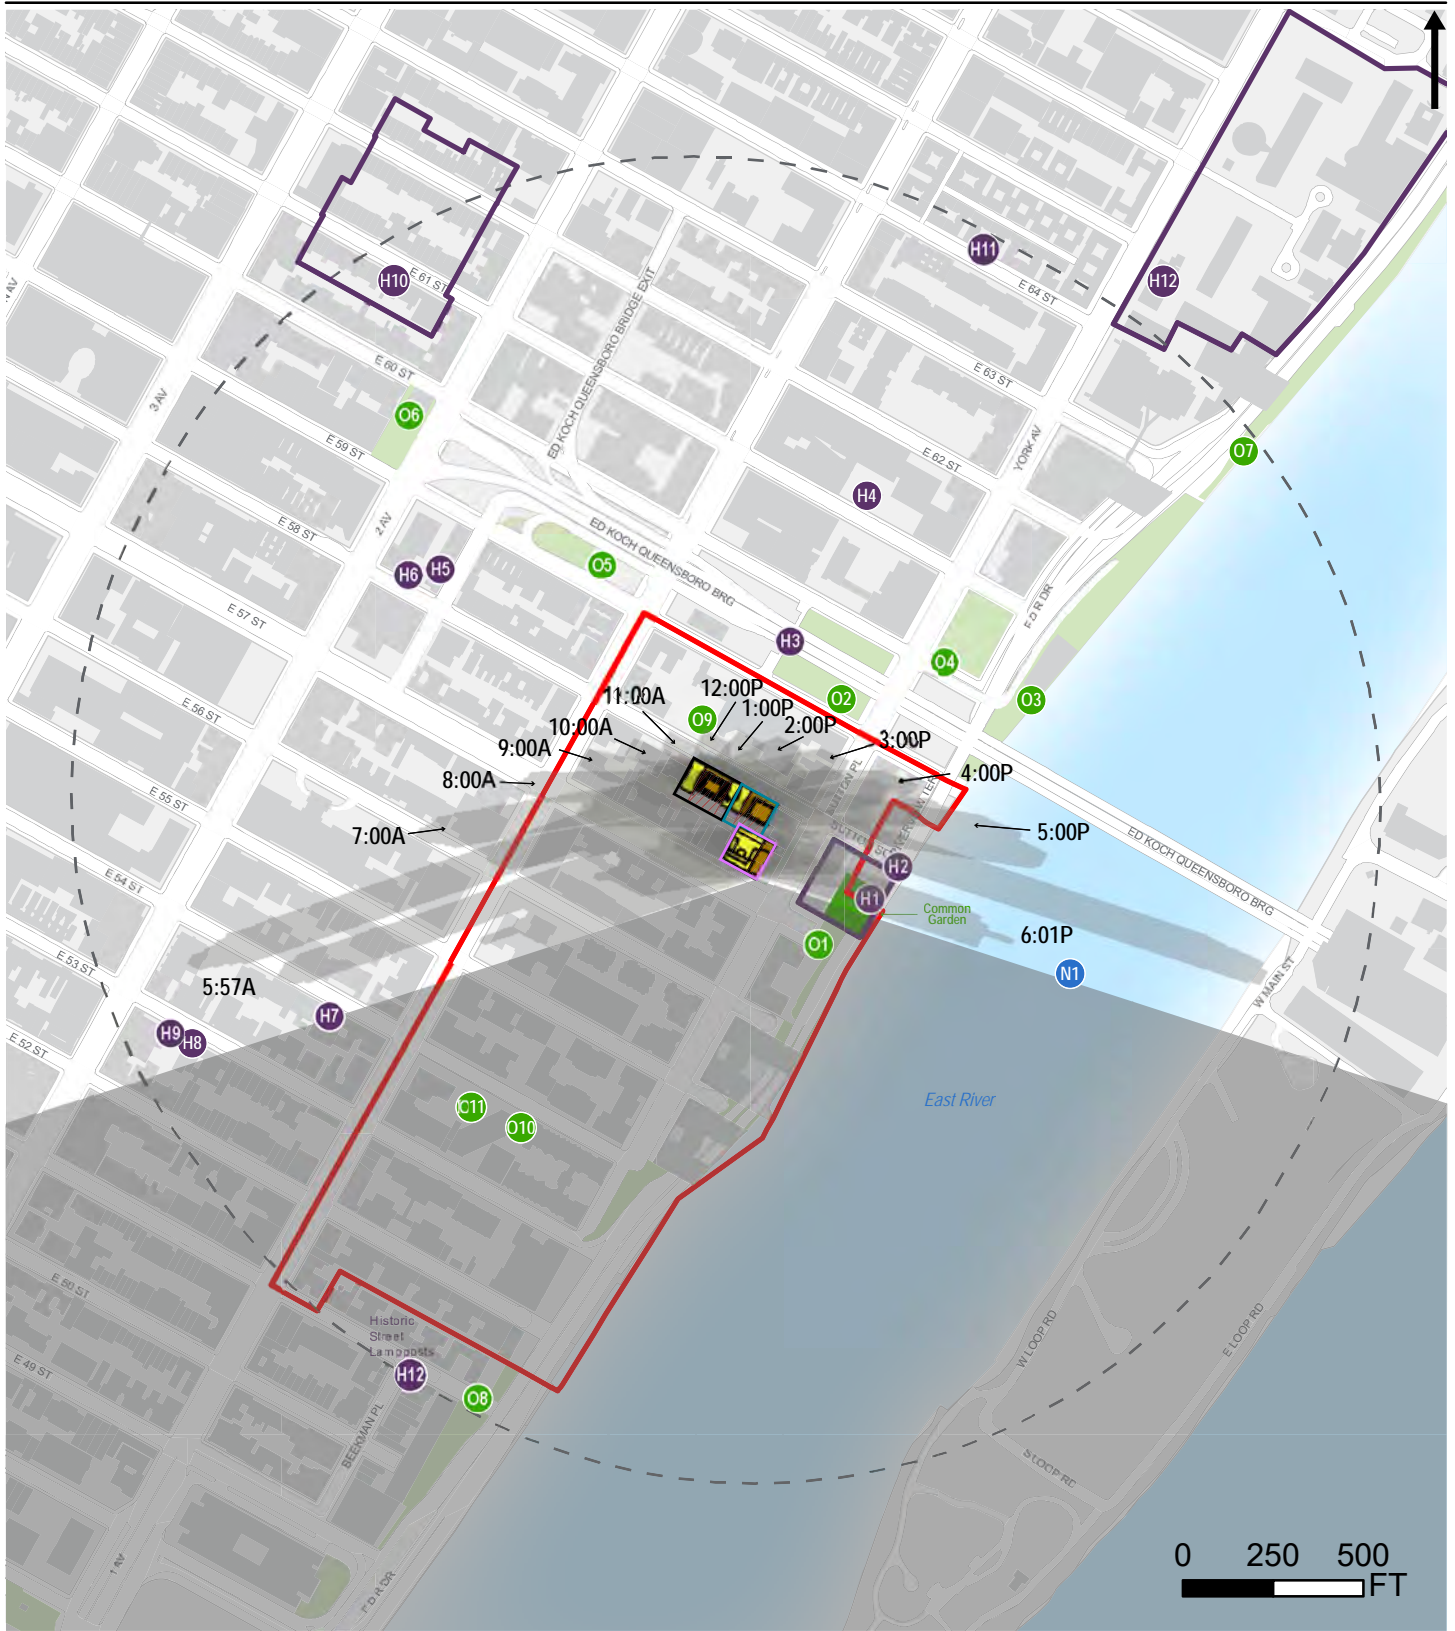 H10
E 61 ST
H11
E 64 ST
H12
E 60 ST
3 AV
O6
E 63 ST
ED KOCH QUEENSBORO BRIDGE EXIT
E 59 ST
E 62 ST
YORK AV
O7
H4
2 AV
E 58 ST
ED KOCH QUEENSBORO BRG
O5
H6
H5
E 57 ST
F D R DR
H3
O4
O2
O3
11:00A
12:00P
1:00P
O9
2:00P
10:00A
3:00P
E 56 ST
9:00A
8:00A
4:00P
SUTTON PL
E 55 ST
7:00A
5:00P
ED KOCH QUEENSBORO BRG
H2
H1
E 54 ST
Common
Garden
O1
6:01P
N1
E 53 ST
5:57A
W MAIN ST
H7
H9
H8
E 52 ST
East River
O11
O10
E 50 ST
Historic
Street
Lampposts
H12
O8
W LOOP RD
E LOOP RD
E 49 ST
BEEKMAN PL
S LOOP RD
1 AV
F D R DR
0 250 500
FT